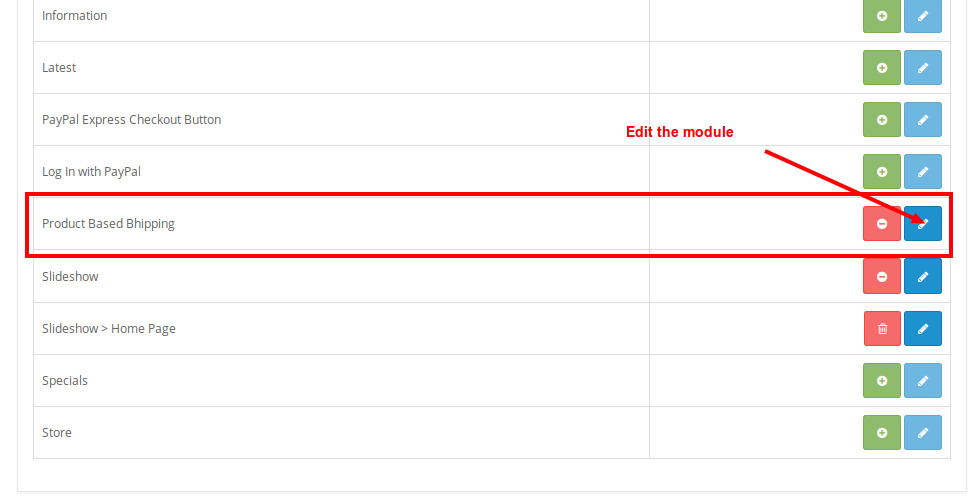 Information
Latest
PayPal Express Checkout Button
Edit the module
Log In with PayPal
Product Based Bhipping
Slideshow
Slideshow > Home Page
Specials
Store